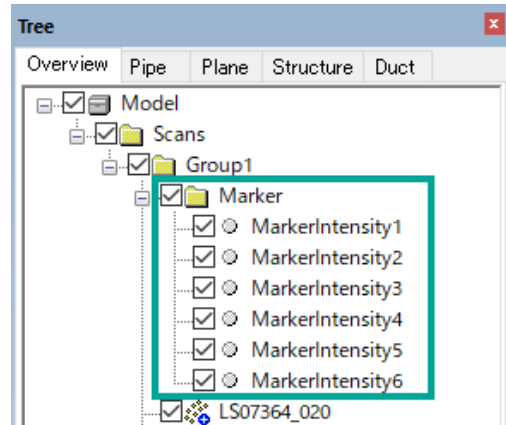 Tree
Overview Pipe Plane Structure Duct
Model
Scans
Group1
Marker
MarkerIntensity1
MarkerIntensity2
MarkerIntensity3
MarkerIntensity4
MarkerIntensity5
MarkerIntensity6
LS07364_020